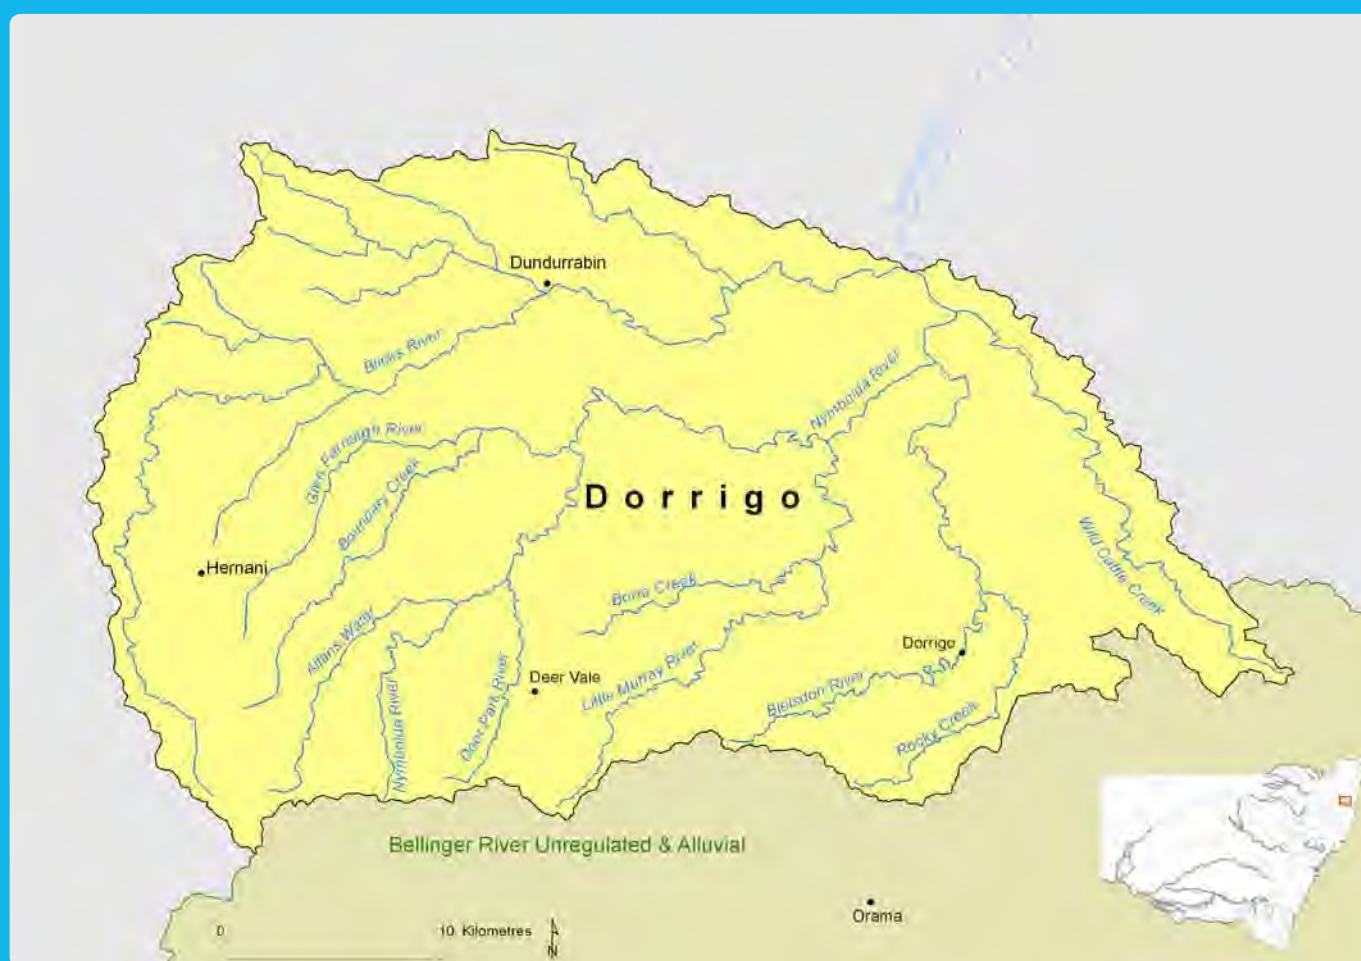 Dundurrabin
Blicks River
Nymboida River
Glen Fernaigh River
Boundary Creek
Dorrigo
Wild Cattle Creek
Hernani
Bora Creek
Allans Water
Dorrigo
Deer Vale
Little Murray River
Deer Park River
Nymboida River
Bielsdon River
Rocky Creek
Bellinger River Unregulated & Alluvial
Orama
0
10 Kilometres
N